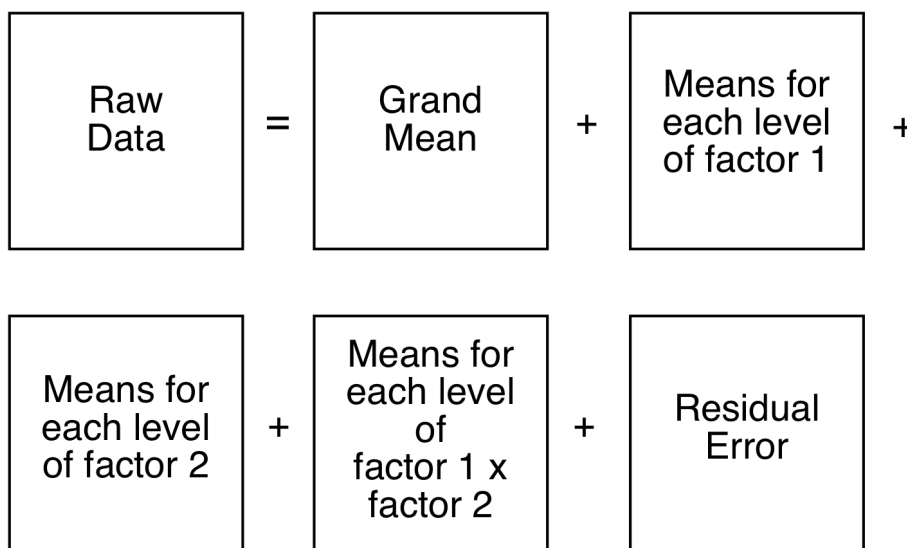 Raw
Data
=
Grand
Mean
+
Means for
each level
of factor 1
+
Means for
each level
of factor 2
+
Means for
each level
of
factor 1 x
factor 2
+
Residual
Error